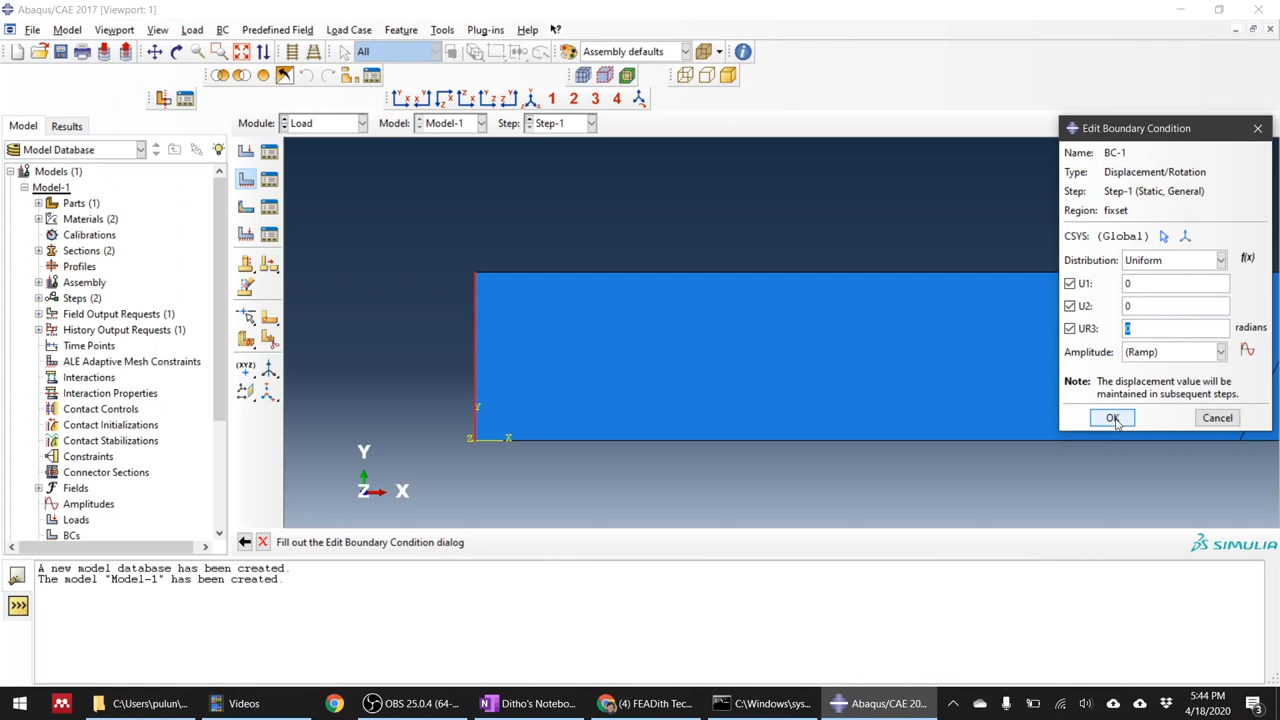 Abaqus/CAE 2017 [Viewport: 1]
File Model Viewport View Load BC Predefined Field Load Case Feature Tools Plug-ins Help
All
Assembly defaults
1 2 3 4
Model Results
Module: Load Model: Model-1 Step: Step-1
Model Database
Models (1)
Model-1
Parts (1)
Materials (2)
Calibrations
Sections (2)
Profiles
Assembly
Steps (2)
Field Output Requests (1)
History Output Requests (1)
Time Points
ALE Adaptive Mesh Constraints
Interactions
Interaction Properties
Contact Controls
Contact Initializations
Contact Stabilizations
Constraints
Connector Sections
Fields
Amplitudes
Loads
BCs
Y
Z X
Y
Z X
Edit Boundary Condition
Name: BC-1
Type: Displacement/Rotation
Step: Step-1 (Static, General)
Region: fixset
CSYS: (Global)
Distribution: Uniform f(x)
U1: 0
U2: 0
UR3: 0 radians
Amplitude: (Ramp)
Note: The displacement value will be
maintained in subsequent steps.
OK Cancel
Fill out the Edit Boundary Condition dialog
SIMULIA
A new model database has been created.
The model "Model-1" has been created.
C:\Users\pulun\... Videos OBS 25.0.4 (64-... Ditho's Notebo... (4) FEADith Tec... C:\Windows\sys... Abaqus/CAE 20...
5:44 PM
4/18/2020
3